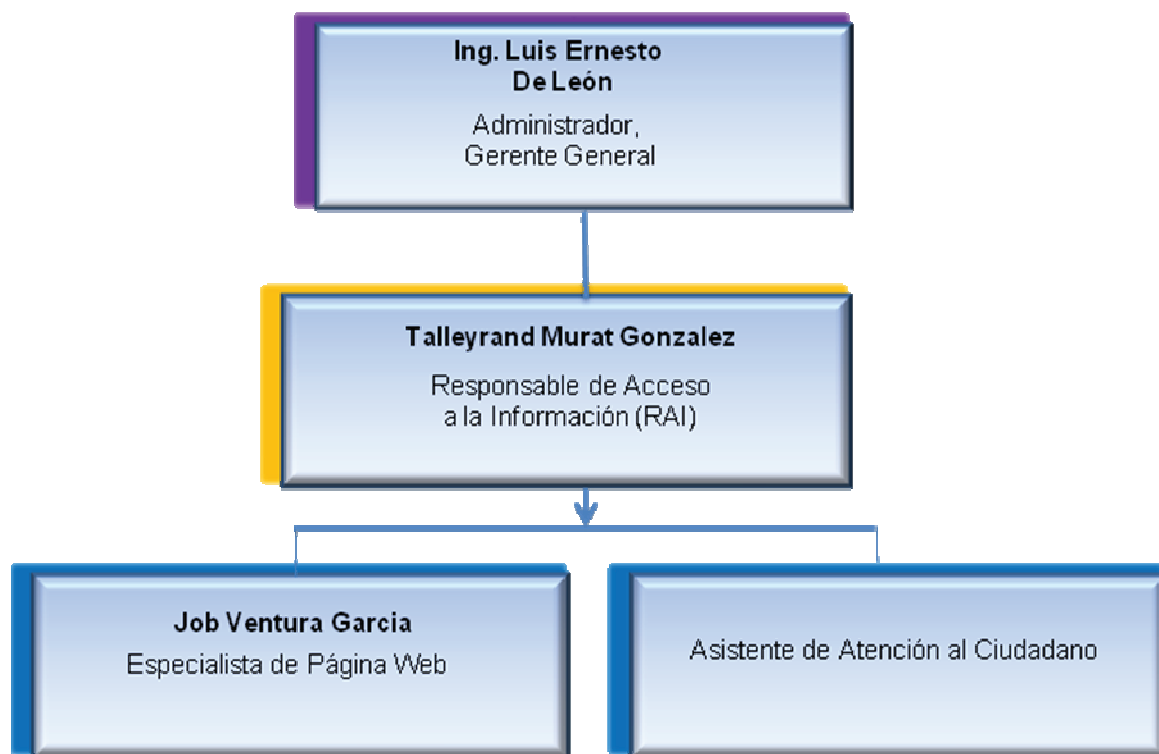 Ing. Luis Ernesto
De León
Administrador,
Gerente General
Talleyrand Murat Gonzalez
Responsable de Acceso
a la Información (RAI)
Job Ventura Garcia
Especialista de Página Web
Asistente de Atención al Ciudadano